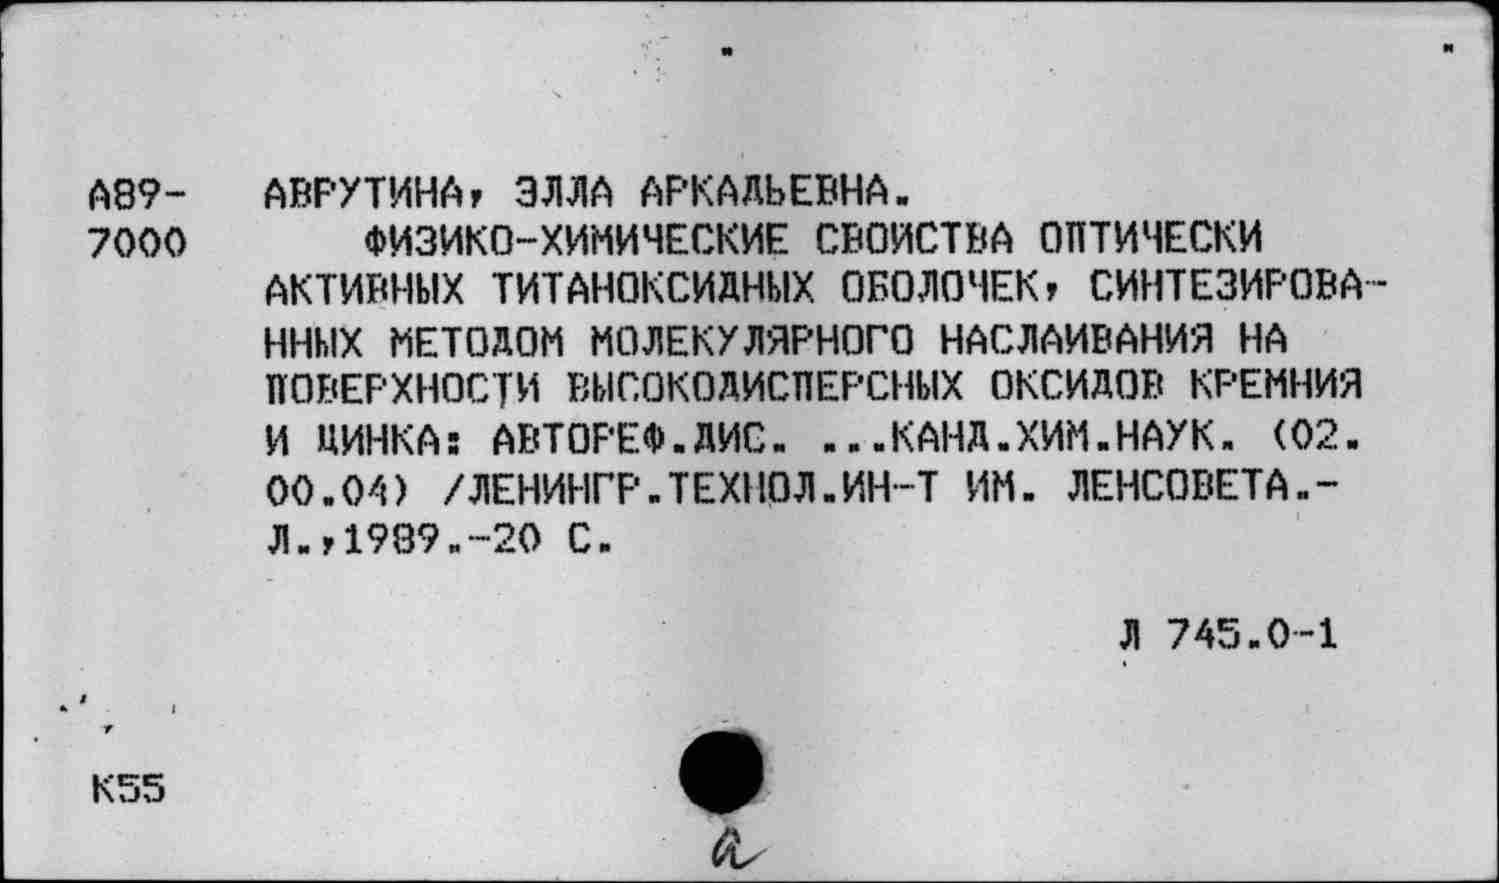 А89-	АВРУТИНА, ЭЛЛА АРКАДЬЕВНА.
7000	ФИЗИКО-ХИМИЧЕСКИЕ СВОЙСТВА ОПТИЧЕСКИ
АКТИВНЫХ ТИТАНОКСИДНЫХ ОБОЛОЧЕК, СИНТЕЗИРОВА-
ННЫХ МЕТОДОМ МОЛЕКУЛЯРНОГО НАСЛАИВАНИЯ НА
ПОВЕРХНОСТИ ВЫСОКОДИСПЕРСНЫХ ОКСИДОВ КРЕМНИЯ
И ЦИНКА: АВТОРЕФ.ДИС. ...КАНД.ХИМ.НАУК. (02.
00.04) /ЛЕНИНГР.ТЕХНОЛ.ИН-Т ИМ. ЛЕНСОВЕТА.-
Л.,1989.-20 С.
Л 745.0-1
К55
а